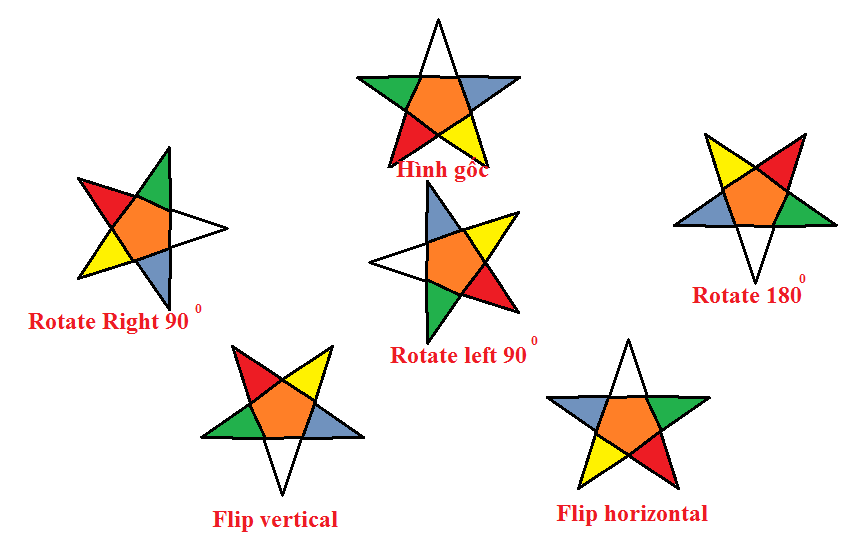 Hình gốc
Rotate Right 90 0
Rotate left 90 0
Rotate 180 0
Flip vertical
Flip horizontal